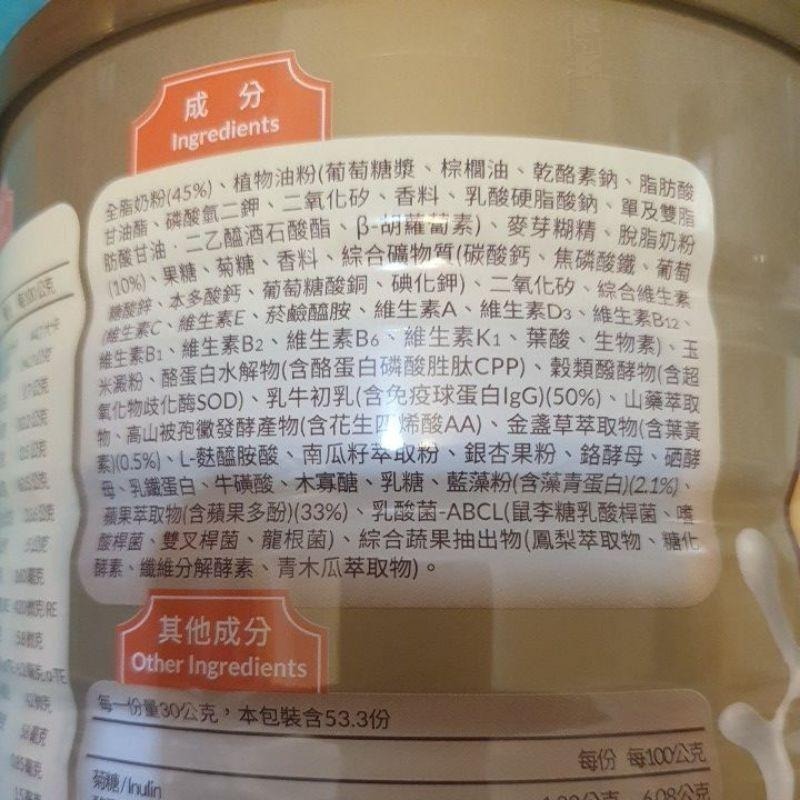 成 分
Ingredients
全脂奶粉(45%)、植物油粉(葡萄糖漿、棕櫚油、乾酪素鈉、脂肪酸
甘油酯、磷酸氫二鉀、二氧化矽、香料、乳酸硬脂酸鈉、單及雙脂
肪酸甘油．二乙醯酒石酸酯、β-胡蘿蔔素)、麥芽糊精、脫脂奶粉
(10%)、果糖、菊糖、香料、綜合礦物質(碳酸鈣、焦磷酸鐵、葡萄
糖酸鋅、本多酸鈣、葡萄糖酸銅、碘化鉀)、二氧化矽、綜合維生素
(維生素C、維生素E、菸鹼醯胺、維生素A、維生素D3、維生素B12、
維生素B1、維生素B2、維生素B6、維生素K1、葉酸、生物素)、玉
米澱粉、酪蛋白水解物(含酪蛋白磷酸胜肽CPP)、穀類醱酵物(含超
氧化物歧化酶SOD)、乳牛初乳(含免疫球蛋白IgG)(50%)、山藥萃取
物、高山被孢黴發酵產物(含花生四烯酸AA)、金盞草萃取物(含葉黃
素)(0.5%)、L-麩醯胺酸、南瓜籽萃取粉、銀杏果粉、鉻酵母、硒酵
母、乳鐵蛋白、牛磺酸、木寡醣、乳糖、藍藻粉(含藻青蛋白)(2.1%)、
蘋果萃取物(含蘋果多酚)(33%)、乳酸菌-ABCL(鼠李糖乳酸桿菌、嗜
酸桿菌、雙叉桿菌、龍根菌)、綜合蔬果抽出物(鳳梨萃取物、糖化
酵素、纖維分解酵素、青木瓜萃取物)。
其他成分
Other Ingredients
每一份量30公克，本包裝含53.3份
每份 每100公克
菊糖/Inulin
6.08公克